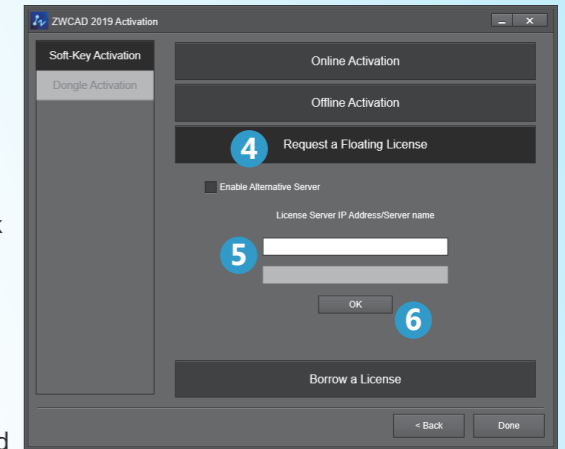 ZWCAD 2019 Activation
Soft-Key Activation
Dongle Activation
Online Activation
Offline Activation
4 Request a Floating License
Enable Alternative Server
License Server IP Address/Server name
5
OK
6
Borrow a License
< Back
Done